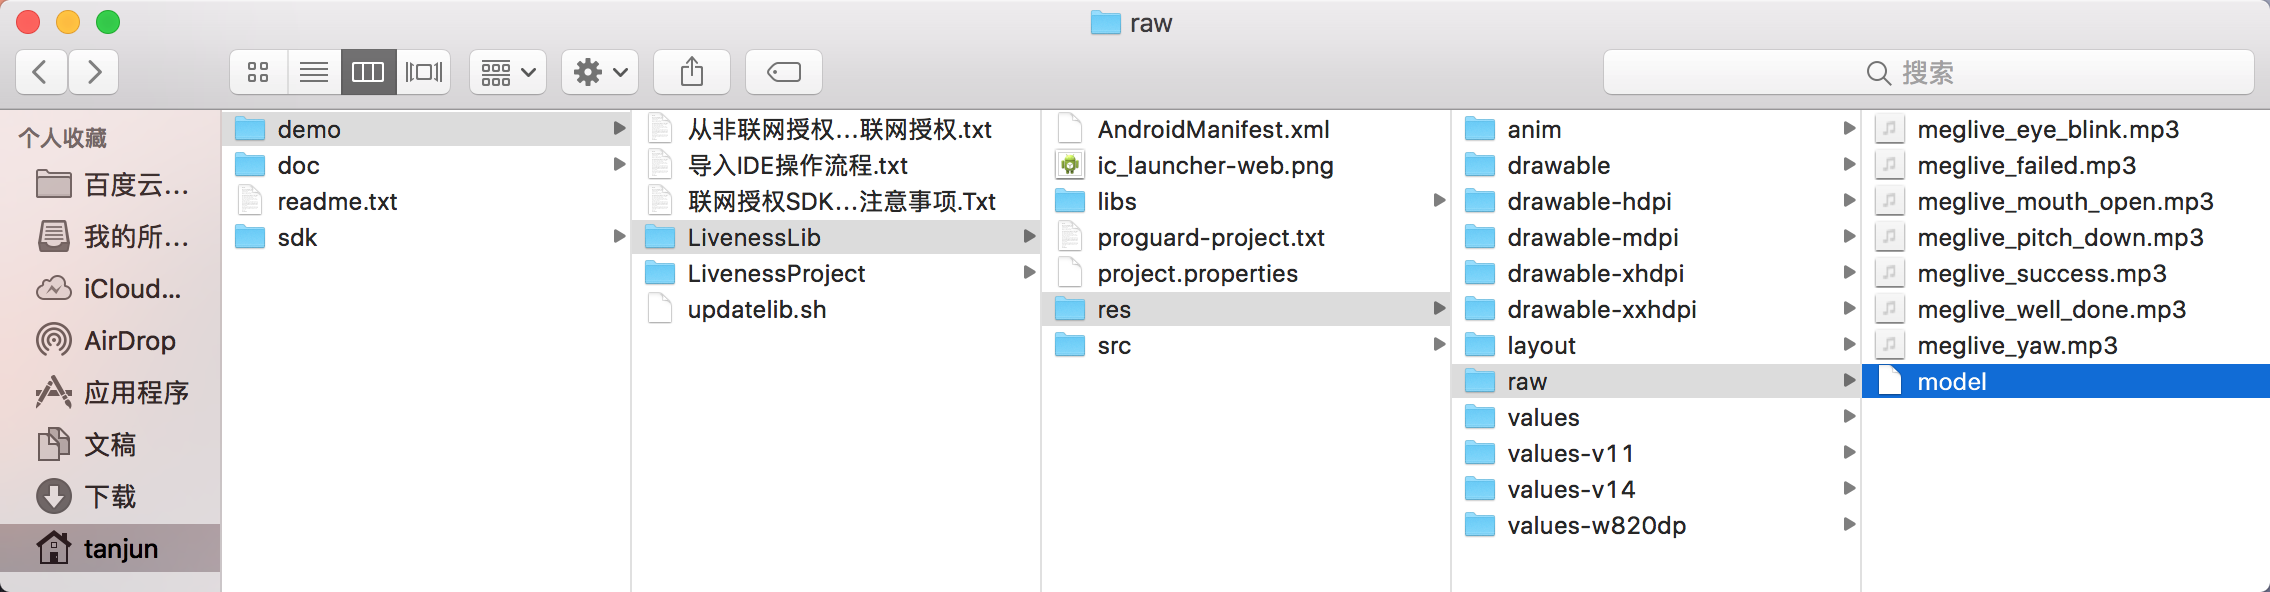 raw
搜索
个人收藏
百度云...
我的所...
iCloud...
AirDrop
应用程序
文稿
下载
tanjun
demo
doc
readme.txt
sdk
从非联网授权...联网授权.txt
导入IDE操作流程.txt
联网授权SDK...注意事项.Txt
LivenessLib
LivenessProject
updatelib.sh
AndroidManifest.xml
ic_launcher-web.png
libs
proguard-project.txt
project.properties
res
src
anim
drawable
drawable-hdpi
drawable-mdpi
drawable-xhdpi
drawable-xxhdpi
layout
raw
values
values-v11
values-v14
values-w820dp
meglive_eye_blink.mp3
meglive_failed.mp3
meglive_mouth_open.mp3
meglive_pitch_down.mp3
meglive_success.mp3
meglive_well_done.mp3
meglive_yaw.mp3
model